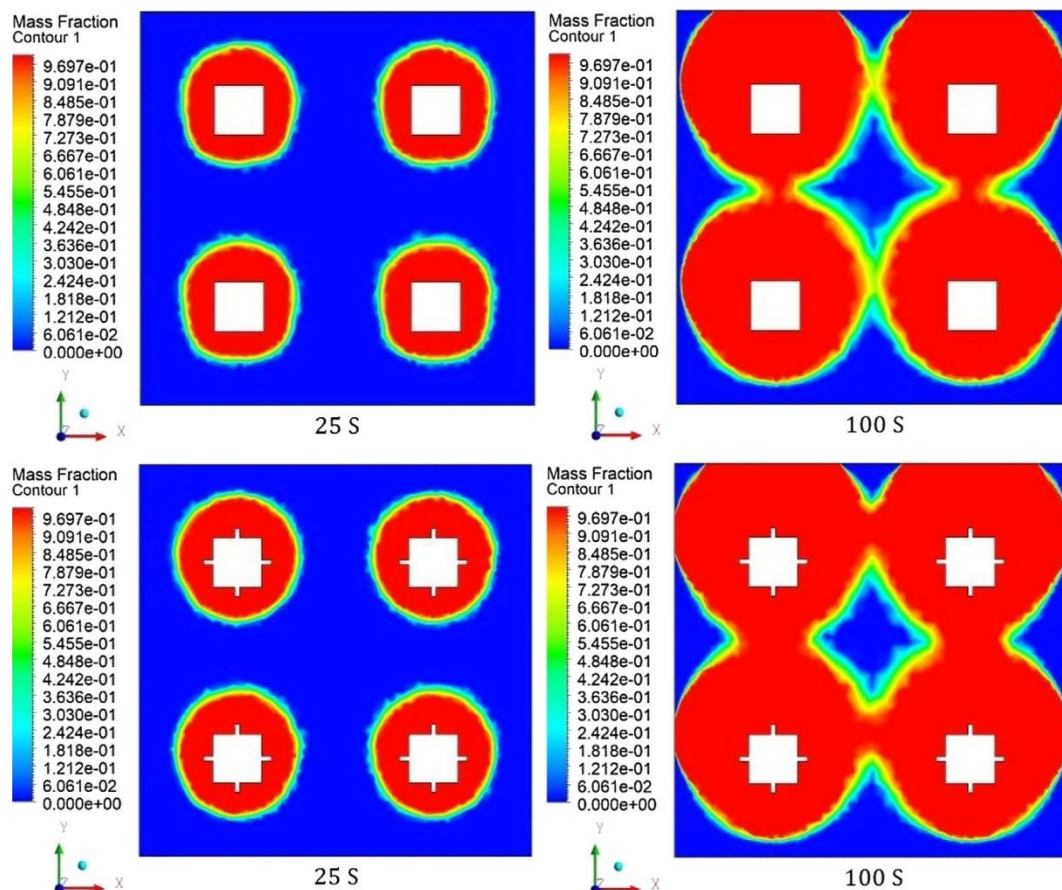 Mass Fraction
Contour 1
9.697e-01
9.091e-01
8.485e-01
7.879e-01
7.273e-01
6.667e-01
6.061e-01
5.455e-01
4.848e-01
4.242e-01
3.636e-01
3.030e-01
2.424e-01
1.818e-01
1.212e-01
6.061e-02
0.000e+00
Y
Z
X
25 S
Mass Fraction
Contour 1
9.697e-01
9.091e-01
8.485e-01
7.879e-01
7.273e-01
6.667e-01
6.061e-01
5.455e-01
4.848e-01
4.242e-01
3.636e-01
3.030e-01
2.424e-01
1.818e-01
1.212e-01
6.061e-02
0.000e+00
Y
Z
X
100 S
Mass Fraction
Contour 1
9.697e-01
9.091e-01
8.485e-01
7.879e-01
7.273e-01
6.667e-01
6.061e-01
5.455e-01
4.848e-01
4.242e-01
3.636e-01
3.030e-01
2.424e-01
1.818e-01
1.212e-01
6.061e-02
0.000e+00
Y
Z
X
25 S
Mass Fraction
Contour 1
9.697e-01
9.091e-01
8.485e-01
7.879e-01
7.273e-01
6.667e-01
6.061e-01
5.455e-01
4.848e-01
4.242e-01
3.636e-01
3.030e-01
2.424e-01
1.818e-01
1.212e-01
6.061e-02
0.000e+00
Y
Z
X
100 S